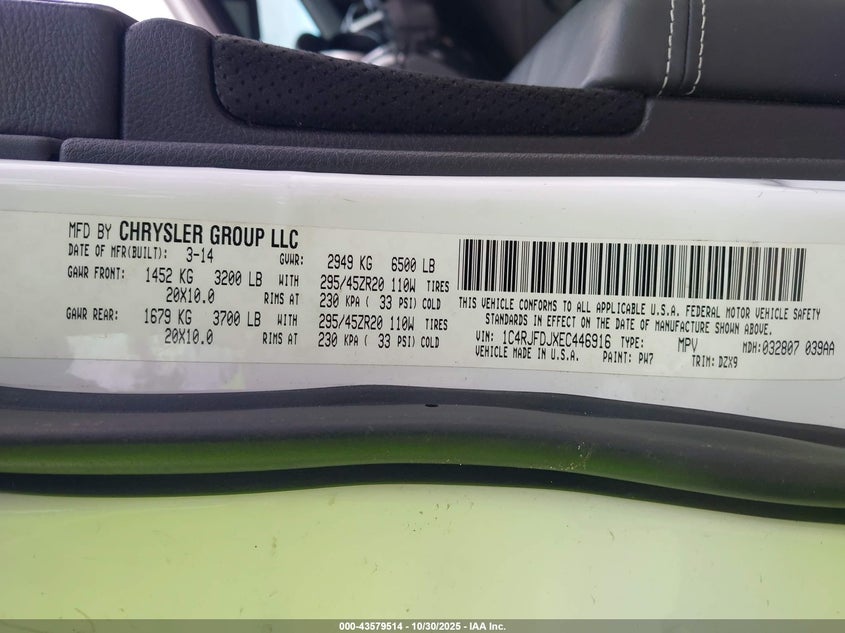 MFD BY CHRYSLER GROUP LLC
DATE OF MFR(BUILT): 3-14 GVWR: 2949 KG 6500 LB
GAWR FRONT: 1452 KG 3200 LB WITH 295/45ZR20 110W TIRES
20X10.0 RIMS AT 230 KPA ( 33 PSI) COLD
GAWR REAR: 1679 KG 3700 LB WITH 295/45ZR20 110W TIRES
20X10.0 RIMS AT 230 KPA ( 33 PSI) COLD
THIS VEHICLE CONFORMS TO ALL APPLICABLE U.S.A. FEDERAL MOTOR VEHICLE SAFETY
STANDARDS IN EFFECT ON THE DATE OF MANUFACTURE SHOWN ABOVE.
VIN: 1C4RJFDJXEC446916 TYPE: MPV MDH:032807 039AA
VEHICLE MADE IN U.S.A. PAINT: PW7 TRIM: DZX9
000-43579514 - 10/30/2025 - IAA Inc.